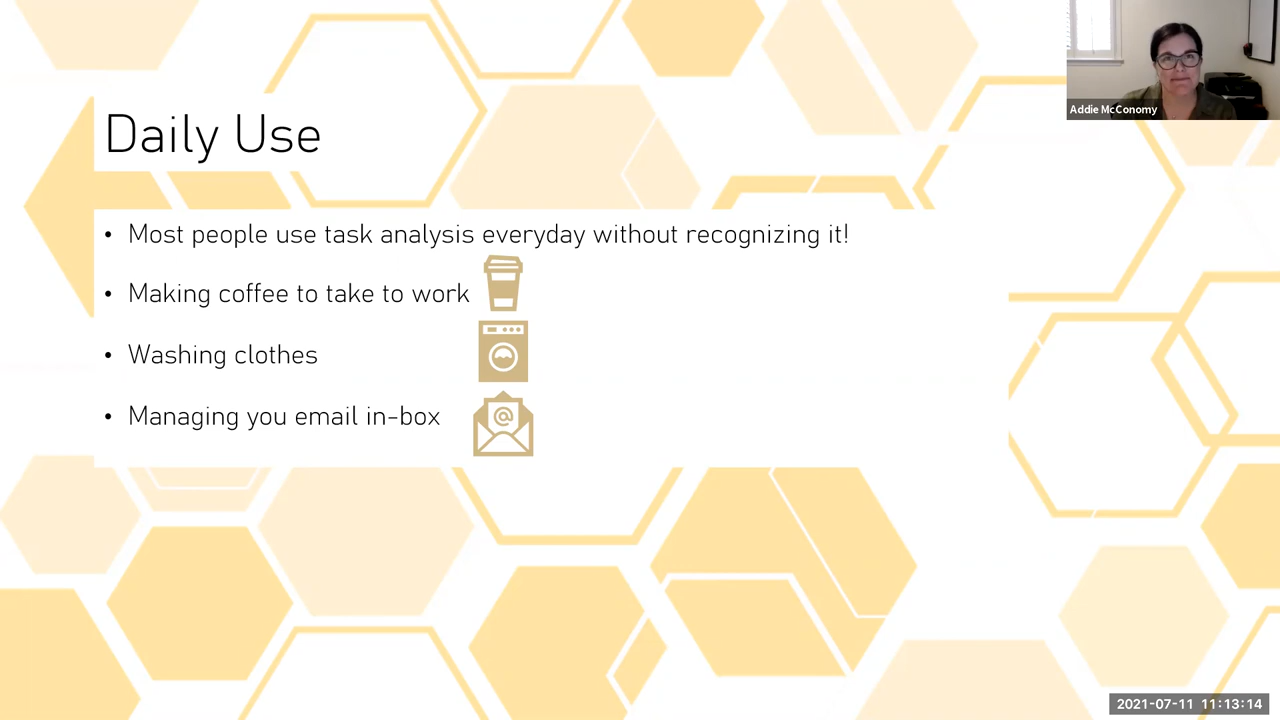 Addie McConomy
Daily Use
• Most people use task analysis everyday without recognizing it!
• Making coffee to take to work
• Washing clothes
• Managing you email in-box
@
2021-07-11 11:13:14